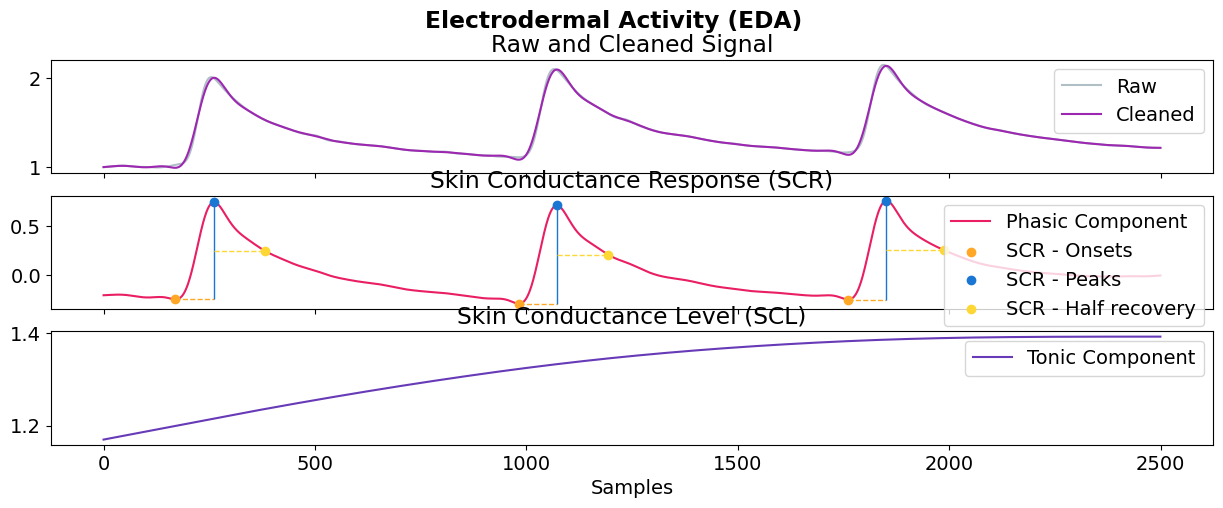 Electrodermal Activity (EDA)
Raw and Cleaned Signal
2
1
Raw
Cleaned
Skin Conductance Response (SCR)
0.5
0.0
Phasic Component
SCR - Onsets
SCR - Peaks
SCR - Half recovery
Skin Conductance Level (SCL)
1.4
1.2
Tonic Component
0 500 1000 1500 2000 2500
Samples